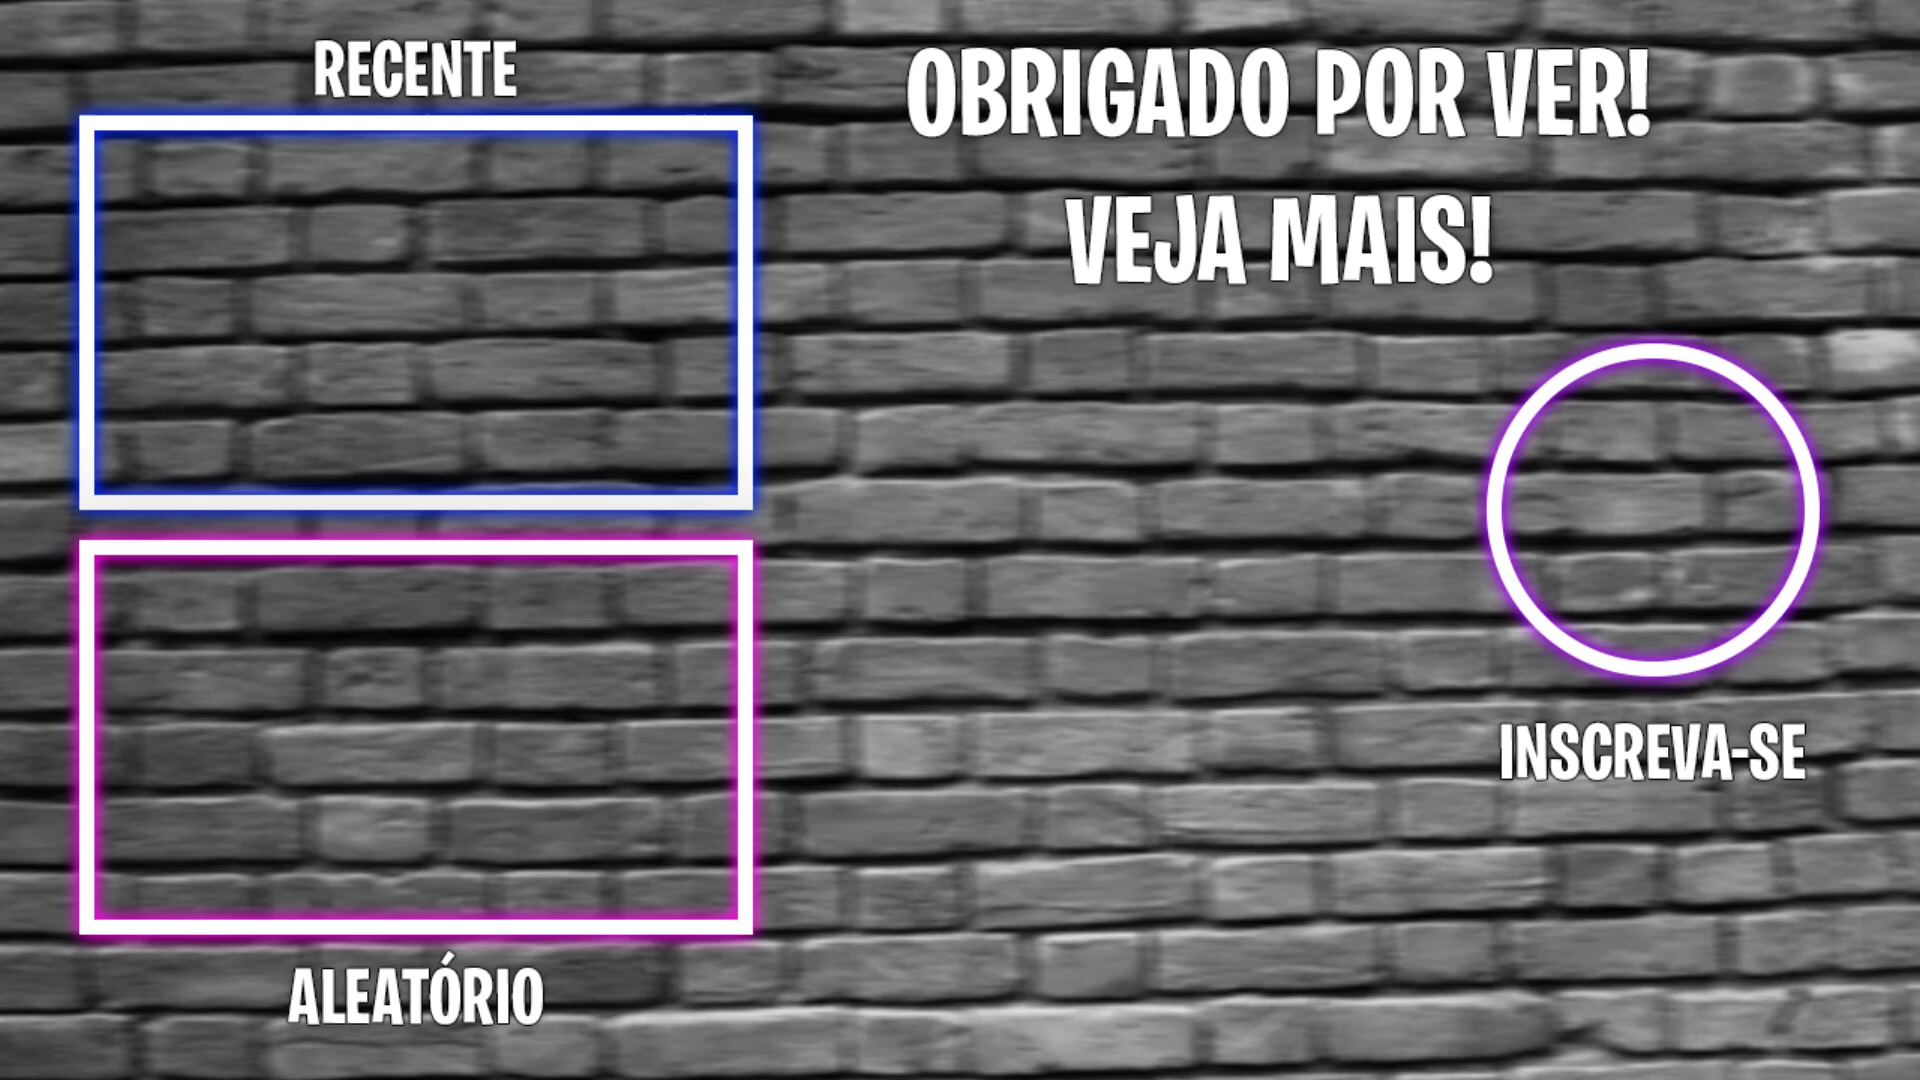 RECENTE
OBRIGADO POR VER!
VEJA MAIS!
INSCREVA-SE
ALEATÓRIO